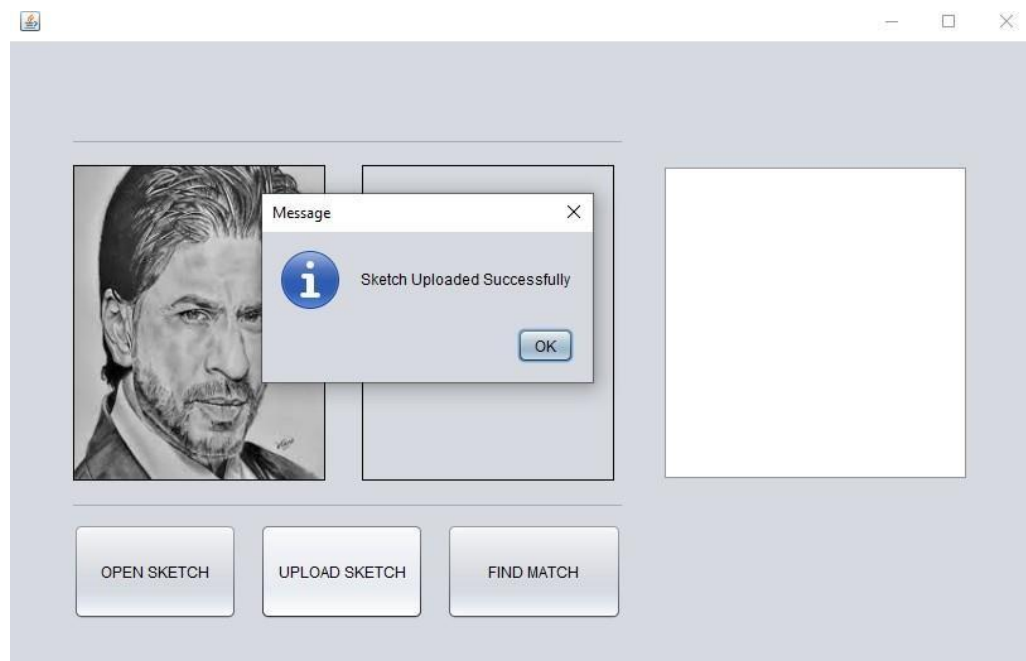 Message
Sketch Uploaded Successfully
OK
OPEN SKETCH
UPLOAD SKETCH
FIND MATCH